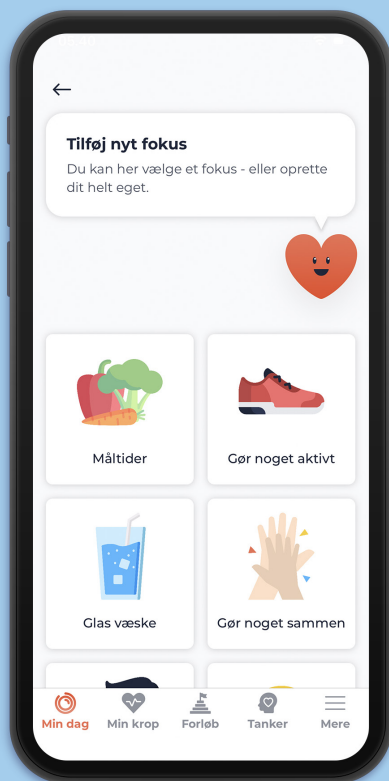 Tilføj nyt fokus
Du kan her vælge et fokus - eller oprette
dit helt eget.
Måltider
Gør noget aktivt
Glas væske
Gør noget sammen
Min dag
Min krop
Forløb
Tanker
Mere